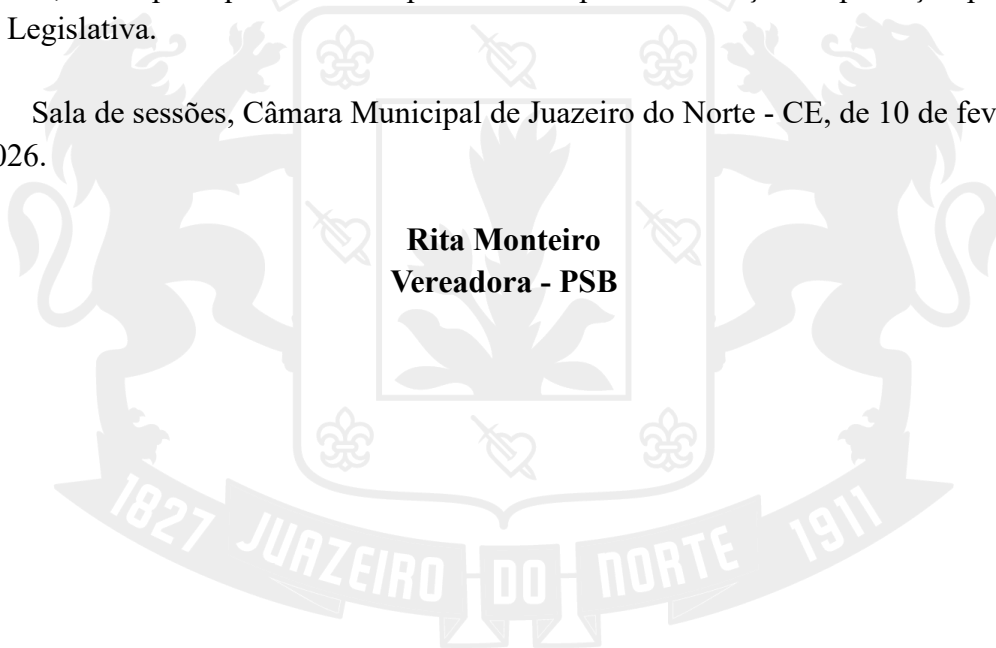 Legislativa.
Sala de sessões, Câmara Municipal de Juazeiro do Norte - CE, de 10 de fev
026.
Rita Monteiro
Vereadora - PSB
1827 JUAZEIRO DO NORTE 1911